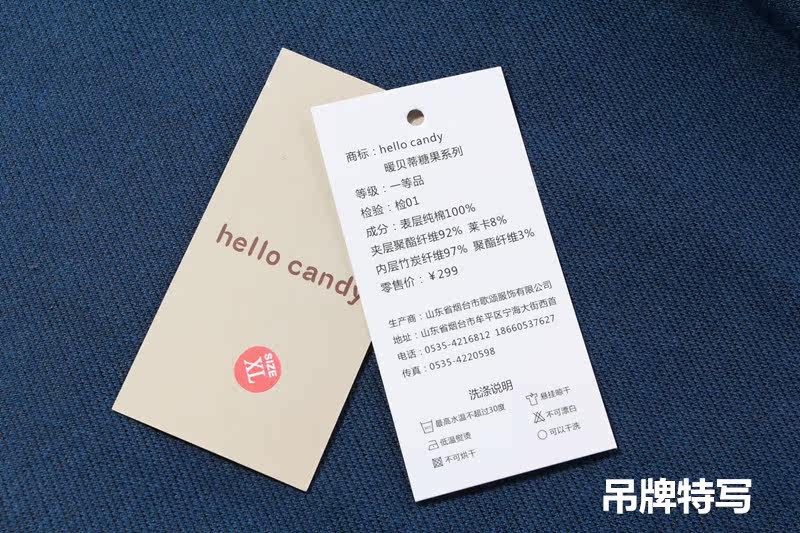 hello candy
SIZE
XL
商标：hello candy
暖贝蒂糖果系列
等级：一等品
检验：检01
成分：表层纯棉100%
夹层聚酯纤维92% 莱卡8%
内层竹炭纤维97% 聚酯纤维3%
零售价：￥299
生产商：山东省烟台市歌颂服饰有限公司
地址：山东省烟台市牟平区宁海大街西首
电话：0535-4216812 18660537627
传真：0535-4220598
洗涤说明
最高水温不超过30度 悬挂晾干
低温熨烫 不可漂白
不可烘干 可以干洗
吊牌特写